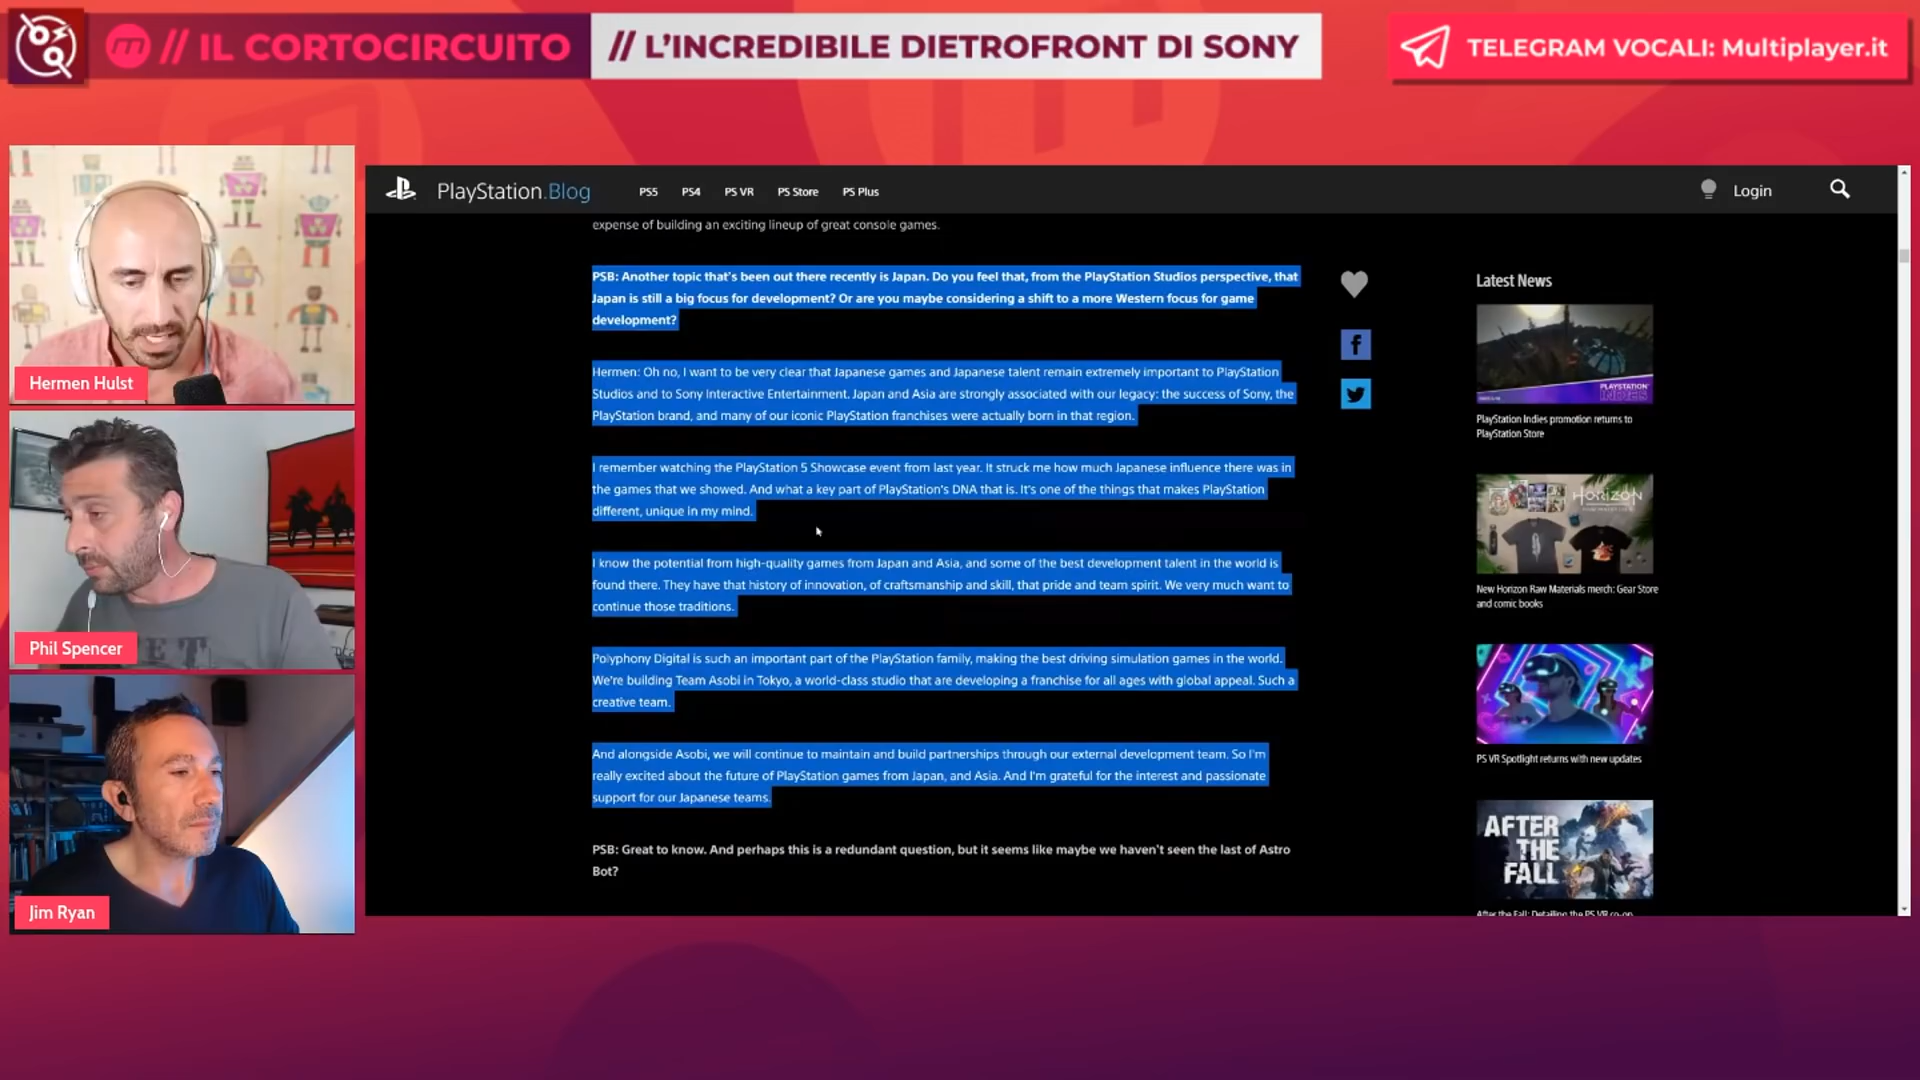 // IL CORTOCIRCUITO
// L'INCREDIBILE DIETROFRONT DI SONY
TELEGRAM VOCALI: Multiplayer.it
Hermen Hulst
Phil Spencer
Jim Ryan
PlayStation.Blog
PS5
PS4
PS VR
PS Store
PS Plus
Login
expense of building an exciting lineup of great console games.
PSB: Another topic that's been out there recently is Japan. Do you feel that, from the PlayStation Studios perspective, that
Japan is still a big focus for development? Or are you maybe considering a shift to a more Western focus for game
development?
Hermen: Oh no, I want to be very clear that Japanese games and Japanese talent remain extremely important to PlayStation
Studios and to Sony Interactive Entertainment. Japan and Asia are strongly associated with our legacy: the success of Sony, the
PlayStation brand, and many of our iconic PlayStation franchises were actually born in that region.
I remember watching the PlayStation 5 Showcase event from last year. It struck me how much Japanese influence there was in
the games that we showed. And what a key part of PlayStation's DNA that is. It's one of the things that makes PlayStation
different, unique in my mind.
I know the potential from high-quality games from Japan and Asia, and some of the best development talent in the world is
found there. They have that history of innovation, of craftsmanship and skill, that pride and team spirit. We very much want to
continue those traditions.
Polyphony Digital is such an important part of the PlayStation family, making the best driving simulation games in the world.
We're building Team Asobi in Tokyo, a world-class studio that are developing a franchise for all ages with global appeal. Such a
creative team.
And alongside Asobi, we will continue to maintain and build partnerships through our external development team. So I'm
really excited about the future of PlayStation games from Japan, and Asia. And I'm grateful for the interest and passionate
support for our Japanese teams.
PSB: Great to know. And perhaps this is a redundant question, but it seems like maybe we haven't seen the last of Astro
Bot?
Latest News
PLAYSTATION
INDIES
PlayStation Indies promotion returns to
PlayStation Store
HORIZON
New Horizon Raw Materials merch: Gear Store
and comic books
PS VR Spotlight returns with new updates
AFTER
THE
FALL
After the Fall: Detailing the PS VR co-op